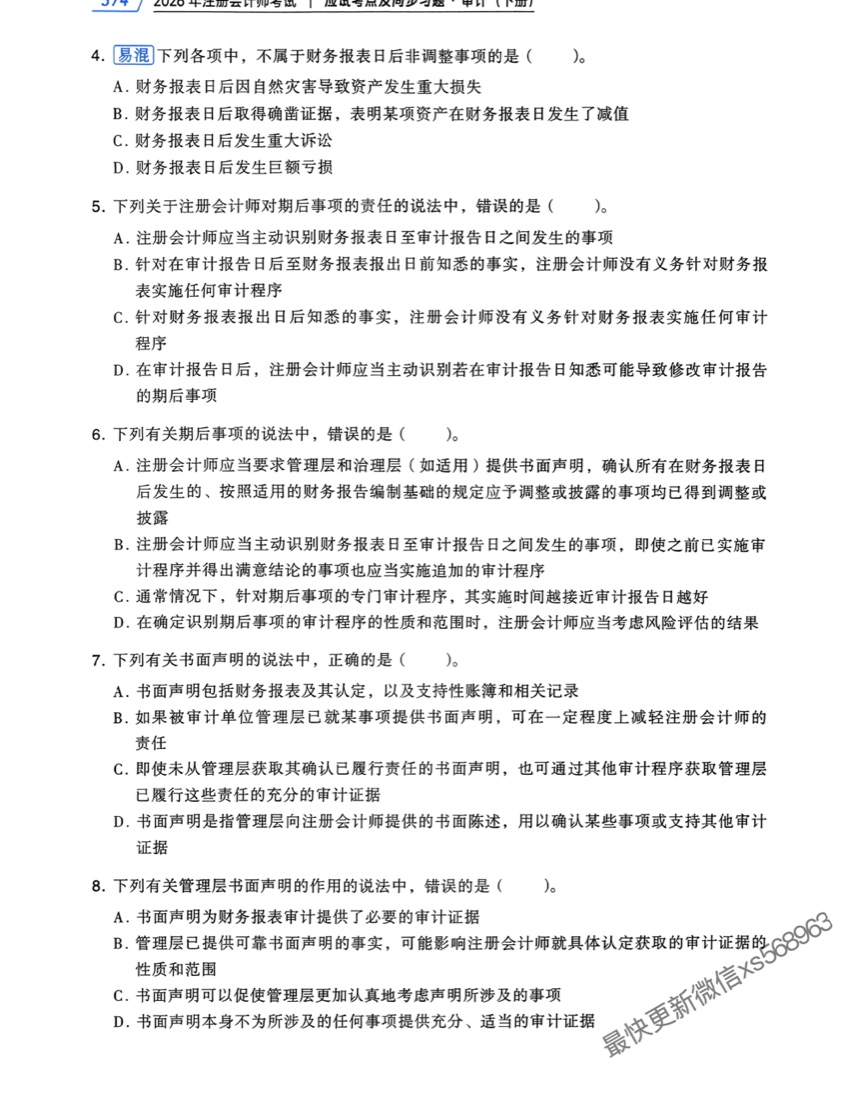 574 2026年注册会计师考试 | 应试考点及同步习题·审计(下册)
4. 易混 下列各项中，不属于财务报表日后非调整事项的是（　　）。
A. 财务报表日后因自然灾害导致资产发生重大损失
B. 财务报表日后取得确凿证据，表明某项资产在财务报表日发生了减值
C. 财务报表日后发生重大诉讼
D. 财务报表日后发生巨额亏损
5. 下列关于注册会计师对期后事项的责任的说法中，错误的是（　　）。
A. 注册会计师应当主动识别财务报表日至审计报告日之间发生的事项
B. 针对在审计报告日后至财务报表报出日前知悉的事实，注册会计师没有义务针对财务报
表实施任何审计程序
C. 针对财务报表报出日后知悉的事实，注册会计师没有义务针对财务报表实施任何审计
程序
D. 在审计报告日后，注册会计师应当主动识别若在审计报告日知悉可能导致修改审计报告
的期后事项
6. 下列有关期后事项的说法中，错误的是（　　）。
A. 注册会计师应当要求管理层和治理层（如适用）提供书面声明，确认所有在财务报表日
后发生的、按照适用的财务报告编制基础的规定应予调整或披露的事项均已得到调整或
披露
B. 注册会计师应当主动识别财务报表日至审计报告日之间发生的事项，即使之前已实施审
计程序并得出满意结论的事项也应当实施追加的审计程序
C. 通常情况下，针对期后事项的专门审计程序，其实施时间越接近审计报告日越好
D. 在确定识别期后事项的审计程序的性质和范围时，注册会计师应当考虑风险评估的结果
7. 下列有关书面声明的说法中，正确的是（　　）。
A. 书面声明包括财务报表及其认定，以及支持性账簿和相关记录
B. 如果被审计单位管理层已就某事项提供书面声明，可在一定程度上减轻注册会计师的
责任
C. 即使未从管理层获取其确认已履行责任的书面声明，也可通过其他审计程序获取管理层
已履行这些责任的充分的审计证据
D. 书面声明是指管理层向注册会计师提供的书面陈述，用以确认某些事项或支持其他审计
证据
8. 下列有关管理层书面声明的作用的说法中，错误的是（　　）。
A. 书面声明为财务报表审计提供了必要的审计证据
B. 管理层已提供可靠书面声明的事实，可能影响注册会计师就具体认定获取的审计证据的
性质和范围
C. 书面声明可以促使管理层更加认真地考虑声明所涉及的事项
D. 书面声明本身不为所涉及的任何事项提供充分、适当的审计证据
最快更新微信xs568963